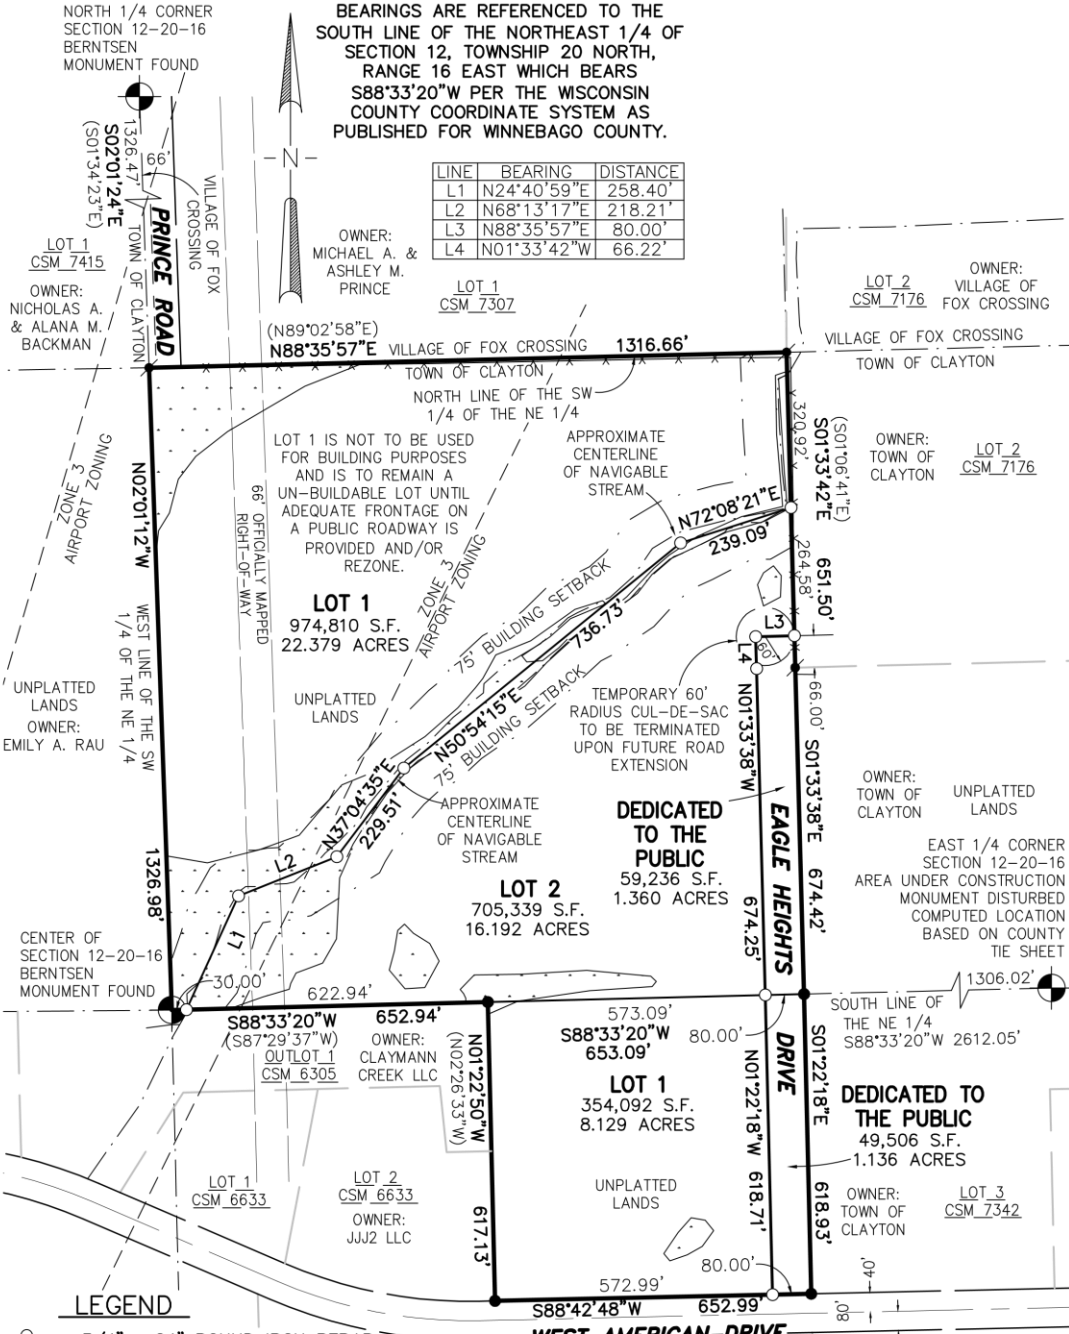 NORTH 1/4 CORNER
SECTION 12-20-16
BERNTSEN
MONUMENT FOUND
BEARINGS ARE REFERENCED TO THE
SOUTH LINE OF THE NORTHEAST 1/4 OF
SECTION 12, TOWNSHIP 20 NORTH,
RANGE 16 EAST WHICH BEARS
S88°33'20"W PER THE WISCONSIN
COUNTY COORDINATE SYSTEM AS
PUBLISHED FOR WINNEBAGO COUNTY.
N
LINE BEARING DISTANCE
L1 N24°40'59"E 258.40'
L2 N68°13'17"E 218.21'
L3 N88°35'57"E 80.00'
L4 N01°33'42"W 66.22'
1326.47'
S02°01'24"E
(S01°34'23"E)
66'
PRINCE ROAD
TOWN OF CLAYTON
VILLAGE OF FOX
CROSSING
LOT 1
CSM 7415
OWNER:
NICHOLAS A.
& ALANA M.
BACKMAN
OWNER:
MICHAEL A. &
ASHLEY M.
PRINCE
LOT 1
CSM 7307
LOT 2
CSM 7176
OWNER:
VILLAGE OF
FOX CROSSING
(N89°02'58"E)
N88°35'57"E
VILLAGE OF FOX CROSSING
1316.66'
TOWN OF CLAYTON
VILLAGE OF FOX CROSSING
TOWN OF CLAYTON
NORTH LINE OF THE SW
1/4 OF THE NE 1/4
LOT 1 IS NOT TO BE USED
FOR BUILDING PURPOSES
AND IS TO REMAIN A
UN-BUILDABLE LOT UNTIL
ADEQUATE FRONTAGE ON
A PUBLIC ROADWAY IS
PROVIDED AND/OR
REZONE.
APPROXIMATE
CENTERLINE
OF NAVIGABLE
STREAM
320.92'
(S01°06'41"E)
S01°33'42"E
651.50'
264.58'
OWNER:
TOWN OF
CLAYTON
LOT 2
CSM 7176
ZONE 3
AIRPORT ZONING
N02°01'12"W
1326.98'
WEST LINE OF THE SW
1/4 OF THE NE 1/4
66' OFFICIALLY MAPPED
RIGHT-OF-WAY
ZONE 3
AIRPORT ZONING
N72°08'21"E
239.09'
LOT 1
974,810 S.F.
22.379 ACRES
75' BUILDING SETBACK
736.73'
N50°54'15"E
75' BUILDING SETBACK
L3
60'
L4
UNPLATTED
LANDS
OWNER:
EMILY A. RAU
UNPLATTED
LANDS
TEMPORARY 60'
RADIUS CUL-DE-SAC
TO BE TERMINATED
UPON FUTURE ROAD
EXTENSION
N01°33'38"W
674.25'
66.00'
S01°33'38"E
674.42'
N37°04'35"E
229.51'
APPROXIMATE
CENTERLINE
OF NAVIGABLE
STREAM
DEDICATED
TO THE
PUBLIC
59,236 S.F.
1.360 ACRES
EAGLE HEIGHTS
DRIVE
OWNER:
TOWN OF
CLAYTON
UNPLATTED
LANDS
EAST 1/4 CORNER
SECTION 12-20-16
AREA UNDER CONSTRUCTION
MONUMENT DISTURBED
COMPUTED LOCATION
BASED ON COUNTY
TIE SHEET
L2
L1
LOT 2
705,339 S.F.
16.192 ACRES
CENTER OF
SECTION 12-20-16
BERNTSEN
MONUMENT FOUND
30.00'
622.94'
S88°33'20"W
652.94'
(S87°29'37"W)
OUTLOT 1
CSM 6305
OWNER:
CLAYMANN
CREEK LLC
573.09'
S88°33'20"W
653.09'
80.00'
1306.02'
SOUTH LINE OF
THE NE 1/4
S88°33'20"W 2612.05'
N01°22'50"W
(N02°26'33"W)
617.13'
LOT 1
354,092 S.F.
8.129 ACRES
N01°22'18"W
618.71'
S01°22'18"E
618.93'
DEDICATED TO
THE PUBLIC
49,506 S.F.
1.136 ACRES
LOT 1
CSM 6633
LOT 2
CSM 6633
OWNER:
JJJ2 LLC
UNPLATTED
LANDS
OWNER:
TOWN OF
CLAYTON
LOT 3
CSM 7342
572.99'
80.00'
S88°42'48"W
652.99'
40'
80'
LEGEND
WEST AMERICAN DRIVE